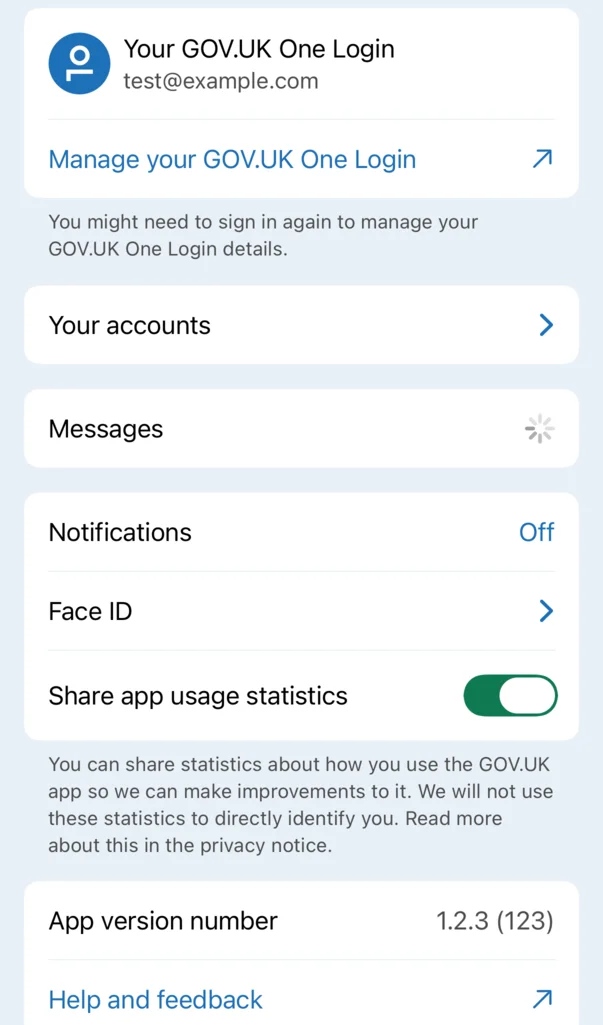 Your GOV.UK One Login
test@example.com
Manage your GOV.UK One Login
You might need to sign in again to manage your
GOV.UK One Login details.
Your accounts
Messages
Notifications
Off
Face ID
Share app usage statistics
You can share statistics about how you use the GOV.UK
app so we can make improvements to it. We will not use
these statistics to directly identify you. Read more
about this in the privacy notice.
App version number
1.2.3 (123)
Help and feedback